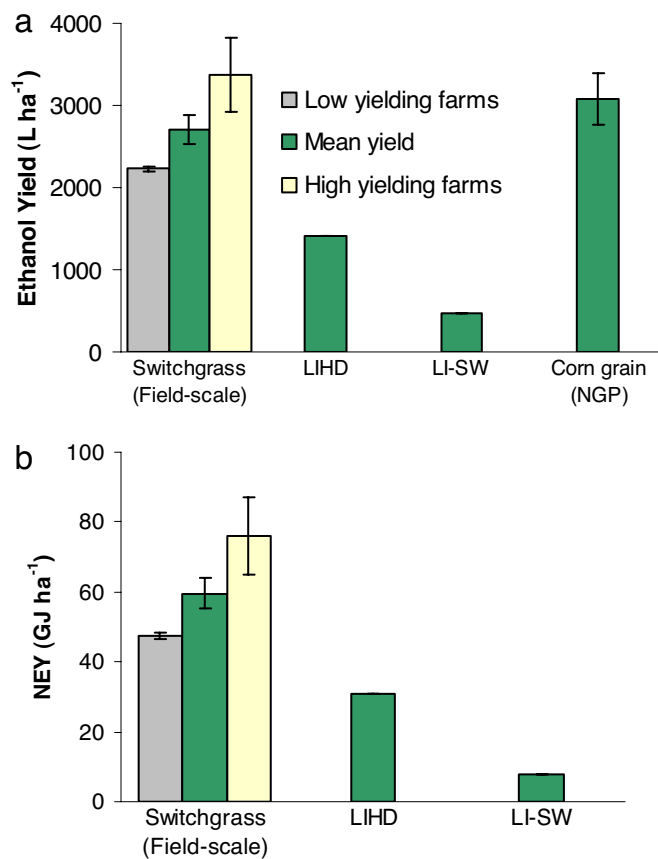 a
Ethanol Yield (L ha⁻¹)
4000
3000
2000
1000
0
Low yielding farms
Mean yield
High yielding farms
Switchgrass
(Field-scale)
LIHD
LI-SW
Corn grain
(NGP)
b
NEY (GJ ha⁻¹)
100
80
60
40
20
0
Switchgrass
(Field-scale)
LIHD
LI-SW